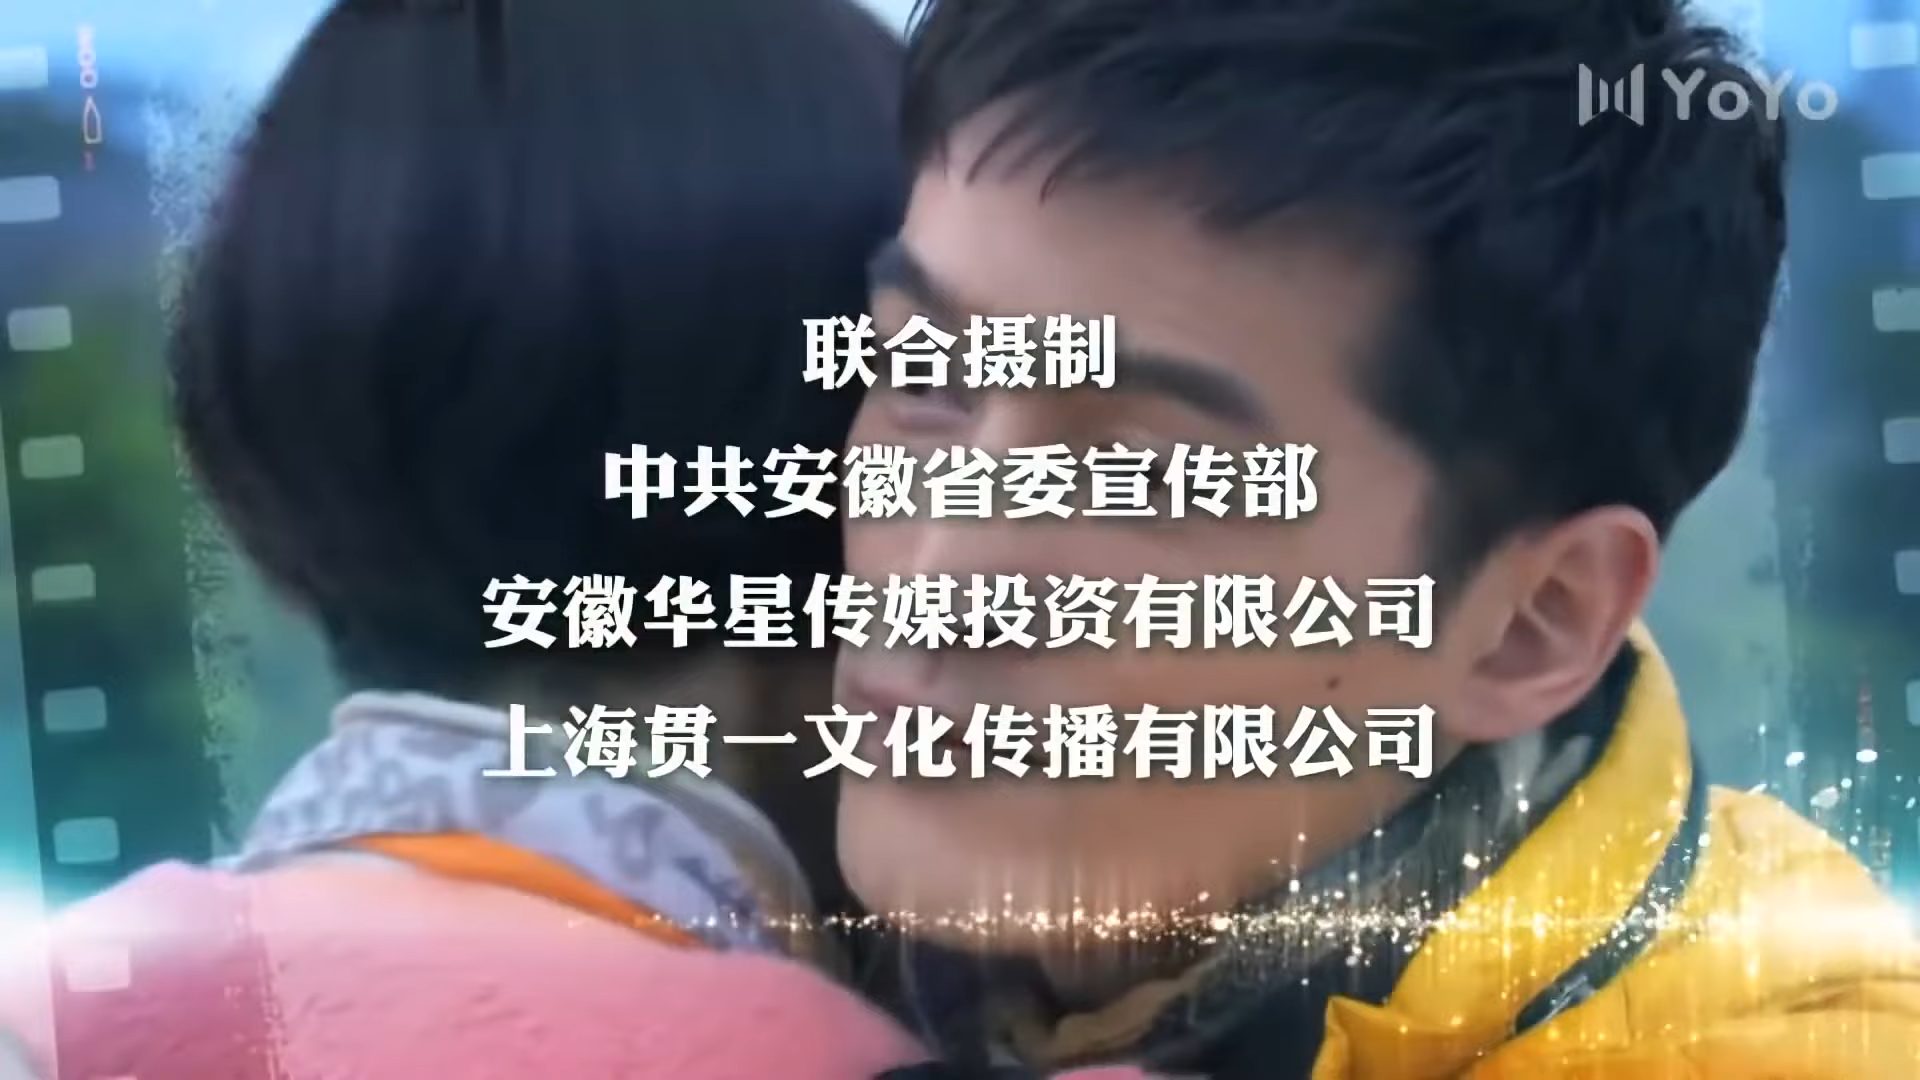 YoYo
联合摄制
中共安徽省委宣传部
安徽华星传媒投资有限公司
上海贯一文化传播有限公司